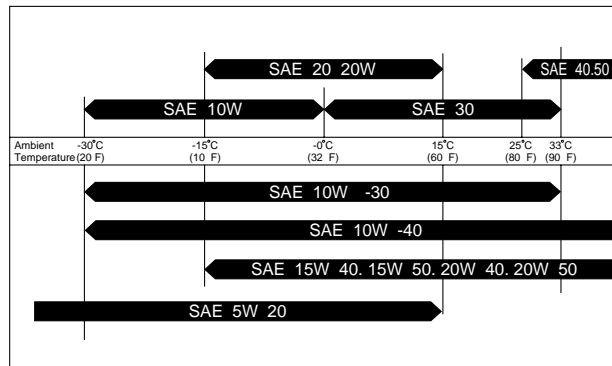 SAE 20 20W
SAE 40.50
SAE 10W
SAE 30
Ambient
Temperature
-30°C
(20 F)
-15°C
(10 F)
-0°C
(32 F)
15°C
(60 F)
25°C
(80 F)
33°C
(90 F)
SAE 10W -30
SAE 10W -40
SAE 15W 40. 15W 50. 20W 40. 20W 50
SAE 5W 20